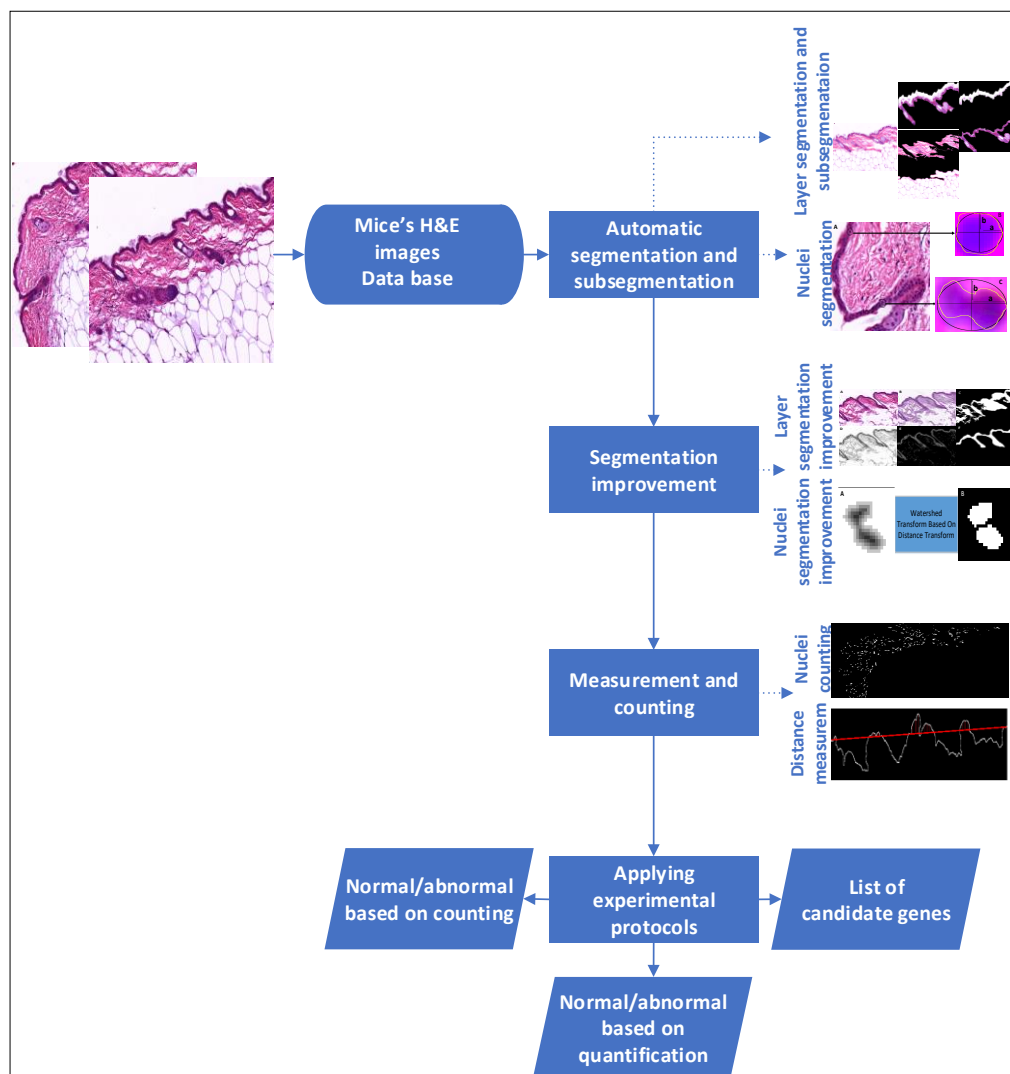 Layer segmentation and
subsegmenataion
Mice's H&E
images
Data base
Automatic
segmentation and
subsegmentation
Nuclei
segmentation
A
b
a
b
c
a
Segmentation
improvement
Layer
segmentation
improvement
Nuclei
segmentation
improvement
A
Watershed
Transform Based On
Distance Transform
B
Measurement and
counting
Nuclei
counting
Distance
measurem
Normal/abnormal
based on counting
Applying
experimental
protocols
List of
candidate genes
Normal/abnormal
based on
quantification